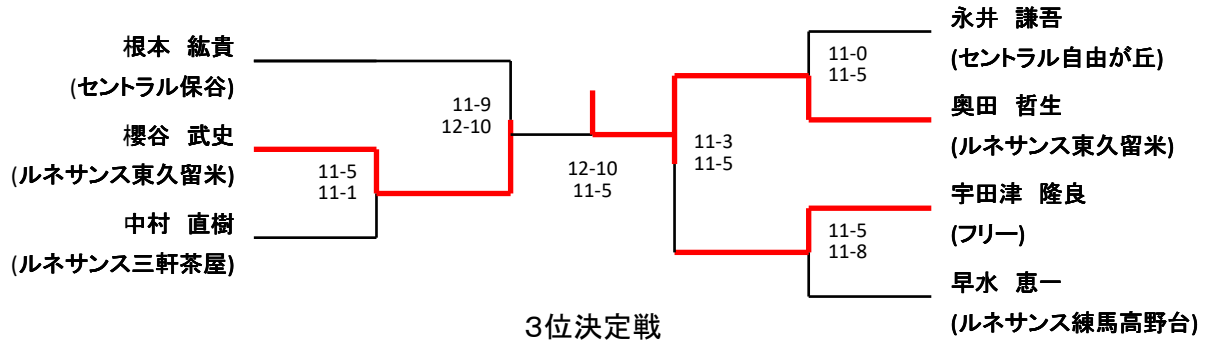 根本 紘貴
(セントラル保谷)
櫻谷 武史
(ルネサンス東久留米)
中村 直樹
(ルネサンス三軒茶屋)
11-5
11-1
11-9
12-10
12-10
11-5
11-3
11-5
永井 謙吾
(セントラル自由が丘)
11-0
11-5
奥田 哲生
(ルネサンス東久留米)
宇田津 隆良
(フリー)
11-5
11-8
早水 恵一
(ルネサンス練馬高野台)
3位決定戦